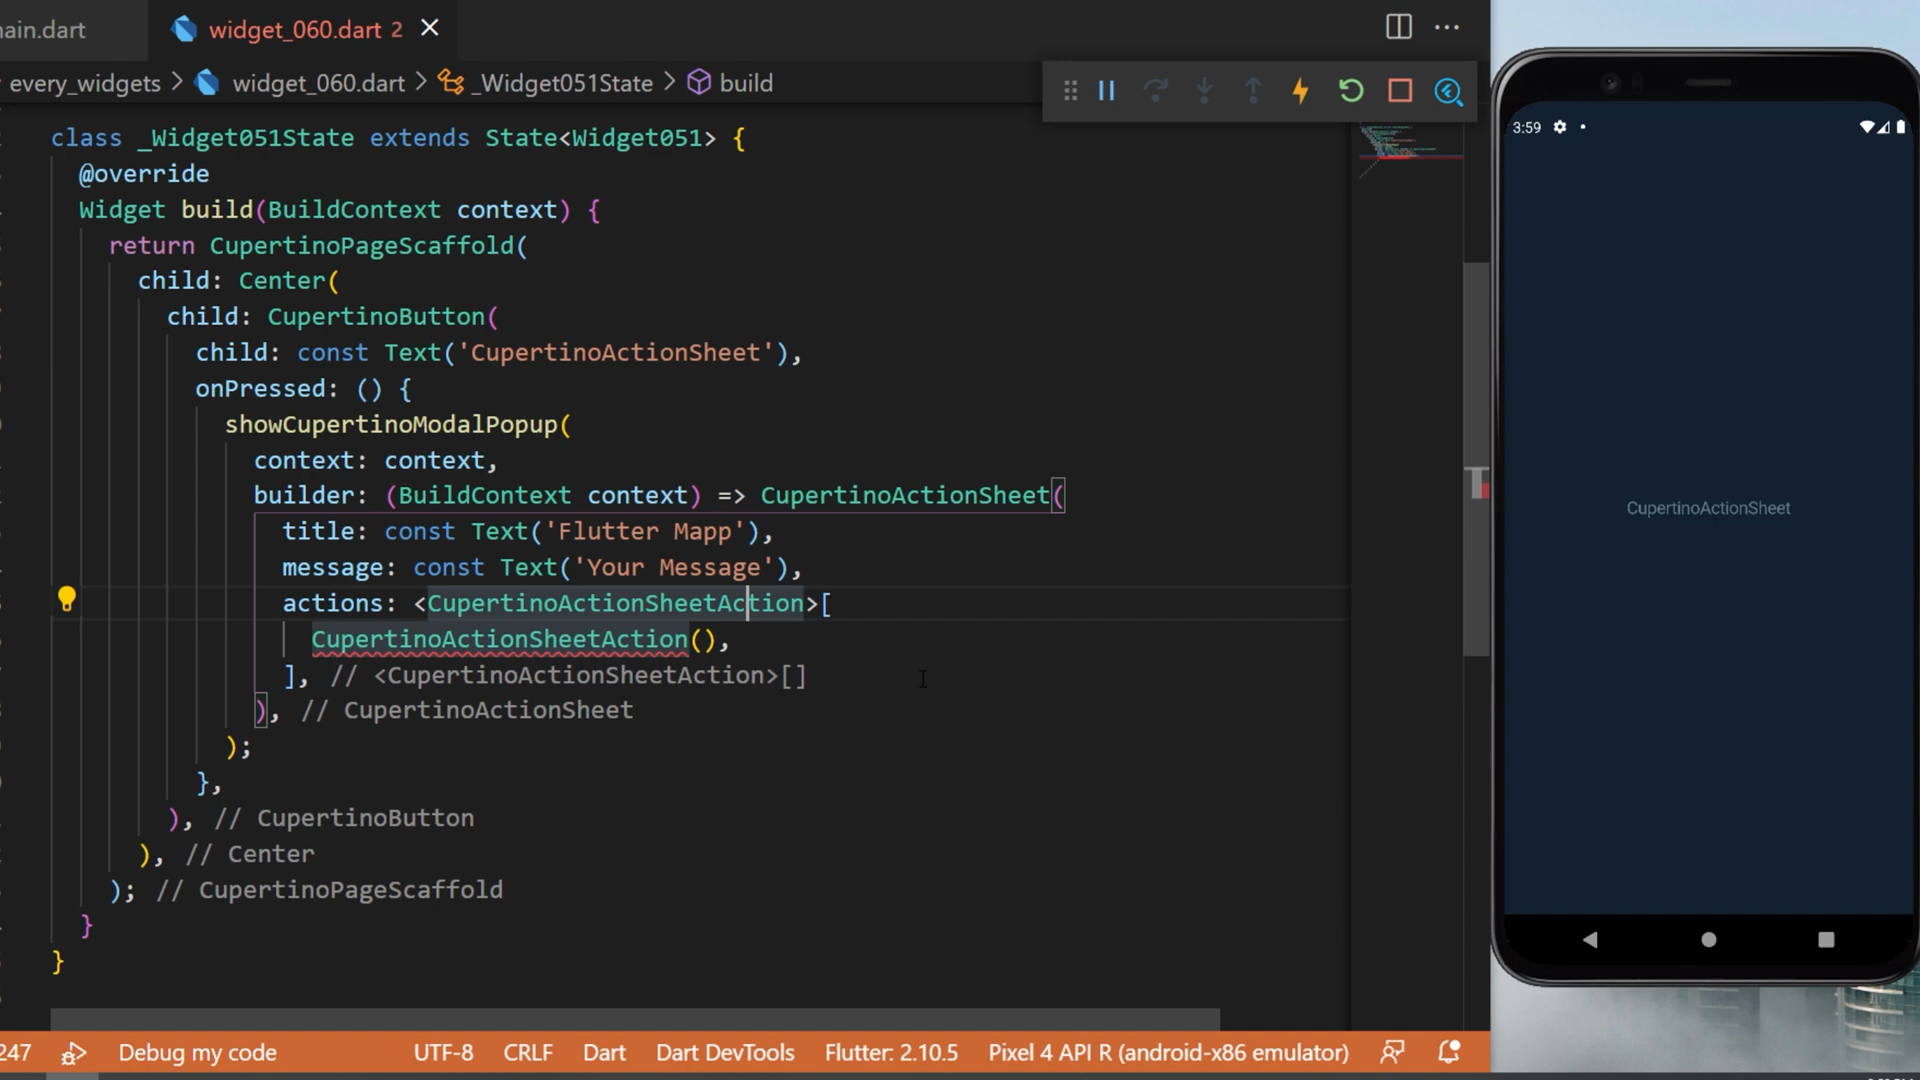 ain.dart
widget_060.dart 2
every_widgets > widget_060.dart > _Widget051State > build
class _Widget051State extends State<Widget051> {
@override
Widget build(BuildContext context) {
return CupertinoPageScaffold(
child: Center(
child: CupertinoButton(
child: const Text('CupertinoActionSheet'),
onPressed: () {
showCupertinoModalPopup(
context: context,
builder: (BuildContext context) => CupertinoActionSheet(
title: const Text('Flutter Mapp'),
message: const Text('Your Message'),
actions: <CupertinoActionSheetAction>[
CupertinoActionSheetAction(),
], // <CupertinoActionSheetAction>[]
), // CupertinoActionSheet
);
},
), // CupertinoButton
), // Center
); // CupertinoPageScaffold
}
}
247 Debug my code UTF-8 CRLF Dart Dart DevTools Flutter: 2.10.5 Pixel 4 API R (android-x86 emulator)
3:59
CupertinoActionSheet